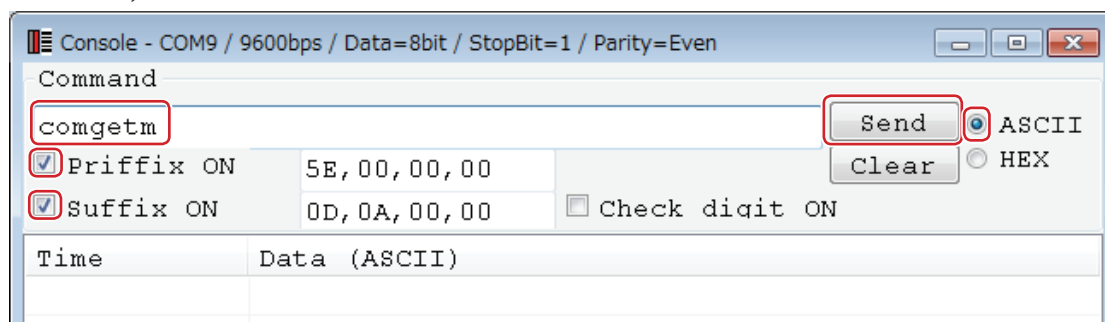 Console - COM9 / 9600bps / Data=8bit / StopBit=1 / Parity=Even
Command
comgetm Send ASCII
Priffix ON 5E,00,00,00 Clear HEX
Suffix ON 0D,0A,00,00 Check digit ON
Time Data (ASCII)